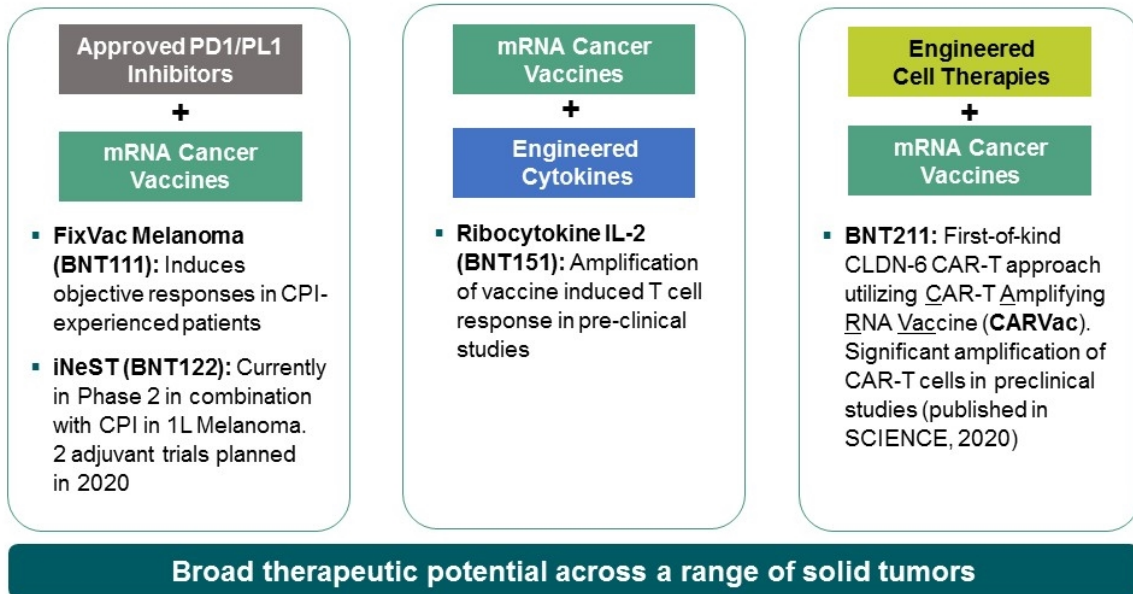 Approved PD1/PL1
Inhibitors
+
mRNA Cancer
Vaccines
▪ FixVac Melanoma
(BNT111): Induces
objective responses in CPI-
experienced patients
▪ iNeST (BNT122): Currently
in Phase 2 in combination
with CPI in 1L Melanoma.
2 adjuvant trials planned
in 2020
mRNA Cancer
Vaccines
+
Engineered
Cytokines
▪ Ribocytokine IL-2
(BNT151): Amplification
of vaccine induced T cell
response in pre-clinical
studies
Engineered
Cell Therapies
+
mRNA Cancer
Vaccines
▪ BNT211: First-of-kind
CLDN-6 CAR-T approach
utilizing CAR-T Amplifying
RNA Vaccine (CARVac).
Significant amplification of
CAR-T cells in preclinical
studies (published in
SCIENCE, 2020)
Broad therapeutic potential across a range of solid tumors